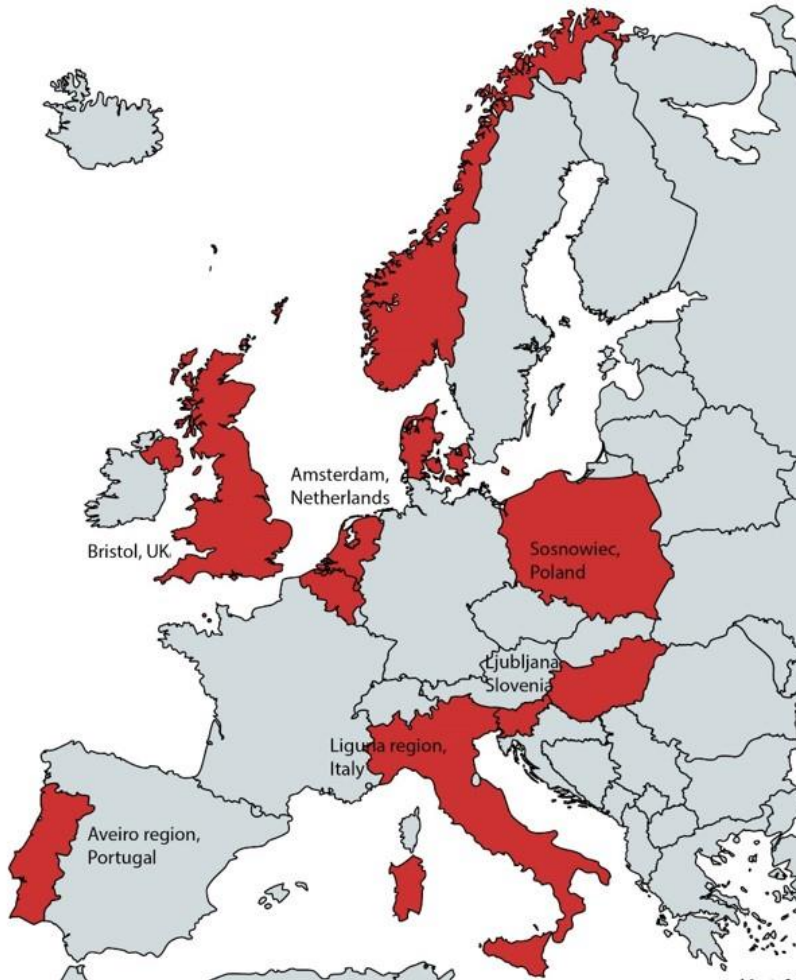 Amsterdam,
Netherlands
Bristol, UK
Sosnowiec,
Poland
Ljubljana
Slovenia
Liguria region,
Italy
Aveiro region,
Portugal